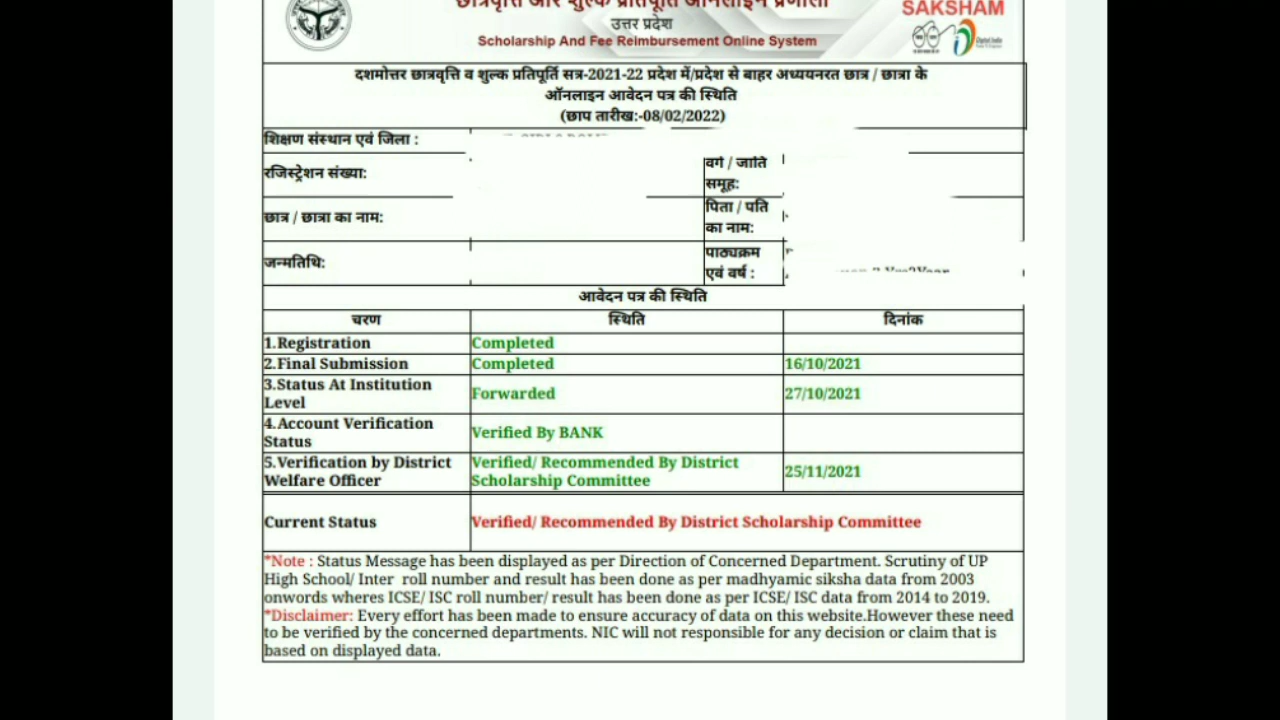 छात्रवृत्ति और शुल्क प्रतिपूर्ति ऑनलाइन प्रणाली
उत्तर प्रदेश
Scholarship And Fee Reimbursement Online System
SAKSHAM
Digital India
दशमोत्तर छात्रवृत्ति व शुल्क प्रतिपूर्ति सत्र-2021-22 प्रदेश में/प्रदेश से बाहर अध्ययनरत छात्र / छात्रा के
ऑनलाइन आवेदन पत्र की स्थिति
(छाप तारीख:-08/02/2022)
शिक्षण संस्थान एवं जिला :
रजिस्ट्रेशन संख्या:
वर्ग / जाति
समूह:
छात्र / छात्रा का नाम:
पिता / पति
का नाम:
जन्मतिथि:
पाठ्यक्रम
एवं वर्ष :
आवेदन पत्र की स्थिति
चरण स्थिति दिनांक
1.Registration Completed
2.Final Submission Completed 16/10/2021
3.Status At Institution
Level
Forwarded 27/10/2021
4.Account Verification
Status
Verified By BANK
5.Verification by District
Welfare Officer
Verified/ Recommended By District
Scholarship Committee
25/11/2021
Current Status Verified/ Recommended By District Scholarship Committee
*Note : Status Message has been displayed as per Direction of Concerned Department. Scrutiny of UP
High School/ Inter roll number and result has been done as per madhyamic siksha data from 2003
onwords wheres ICSE/ ISC roll number/ result has been done as per ICSE/ ISC data from 2014 to 2019.
*Disclaimer: Every effort has been made to ensure accuracy of data on this website.However these need
to be verified by the concerned departments. NIC will not responsible for any decision or claim that is
based on displayed data.